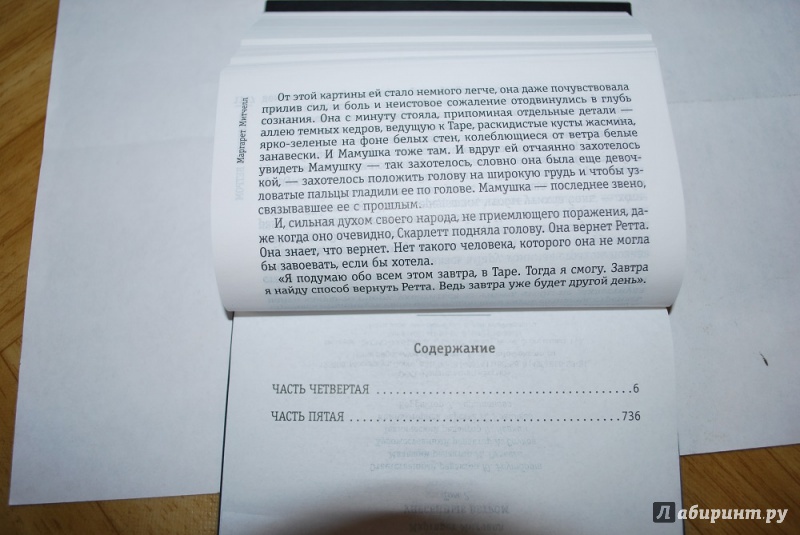 Маргарет Митчелл
От этой картины ей стало немного легче, она даже почувствовала
прилив сил, и боль и неистовое сожаление отодвинулись в глубь
сознания. Она с минуту стояла, припоминая отдельные детали —
аллею темных кедров, ведущую к Таре, раскидистые кусты жасмина,
ярко-зеленые на фоне белых стен, колеблющиеся от ветра белые
занавески. И Мамушка тоже там. И вдруг ей отчаянно захотелось
увидеть Мамушку — так захотелось, словно она была еще девоч-
кой, — захотелось положить голову на широкую грудь и чтобы уз-
ловатые пальцы гладили ее по голове. Мамушка — последнее звено,
связывавшее ее с прошлым.
И, сильная духом своего народа, не приемлющего поражения, да-
же когда оно очевидно, Скарлетт подняла голову. Она вернет Ретта.
Она знает, что вернет. Нет такого человека, которого она не могла
бы завоевать, если бы хотела.
«Я подумаю обо всем этом завтра, в Таре. Тогда я смогу. Завтра
я найду способ вернуть Ретта. Ведь завтра уже будет другой день».
Содержание
ЧАСТЬ ЧЕТВЕРТАЯ ........................................6
ЧАСТЬ ПЯТАЯ ..........................................736
Лабиринт.ру